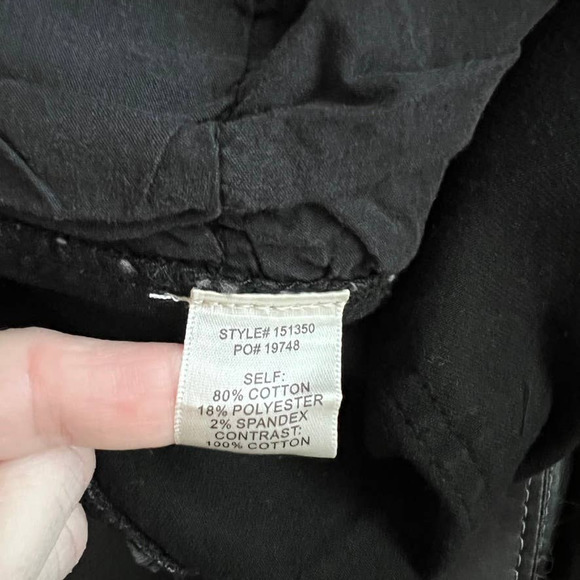 STYLE# 151350
PO# 19748
SELF:
80% COTTON
18% POLYESTER
2% SPANDEX
CONTRAST:
100% COTTON